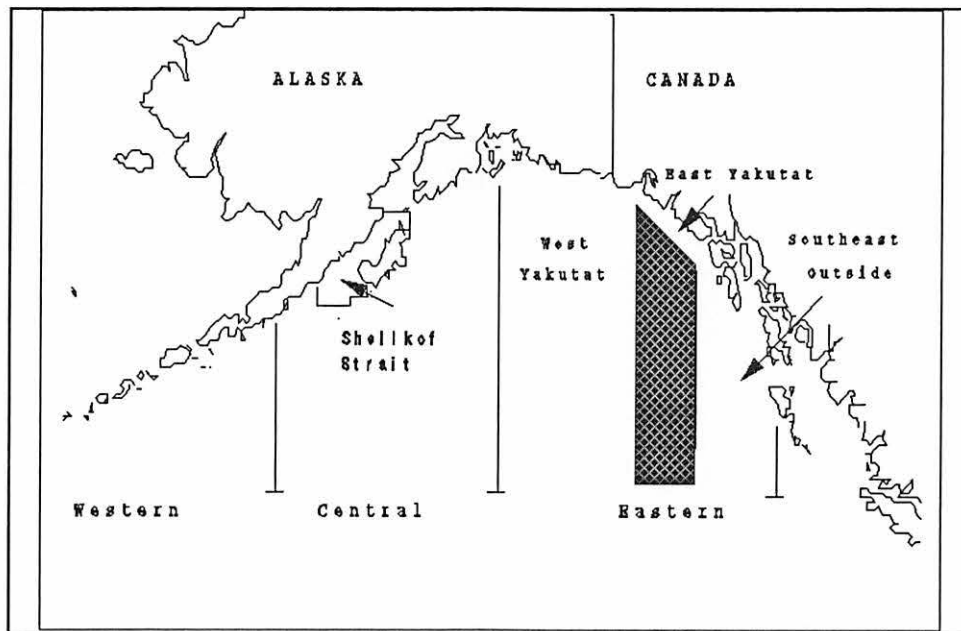 ALASKA
CANADA
East Yakutat
West
Yakutat
Southeast
Outside
Shelikof
Strait
Western
Central
Eastern